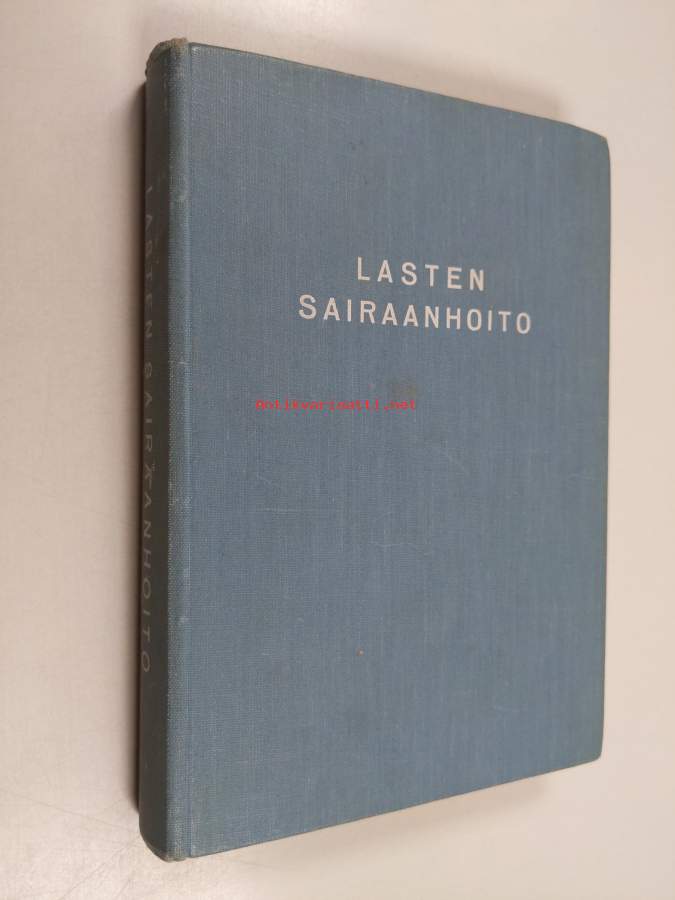 LASTEN
SAIRAANHOITO
Antikvariaatti.net
LASTEN SAIRAANHOITO